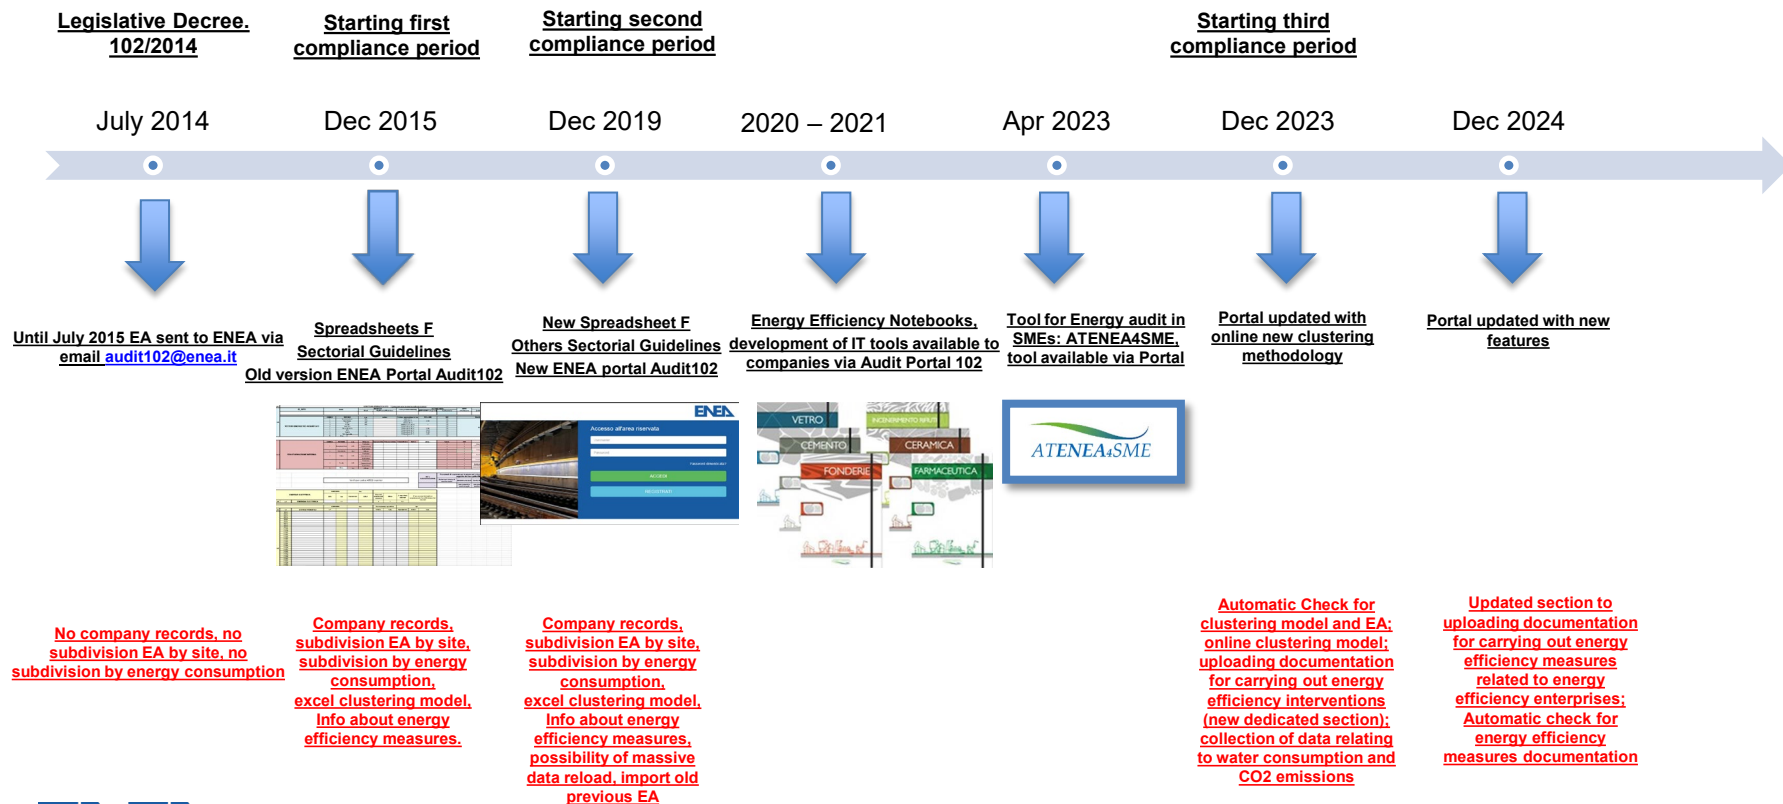 Legislative Decree.
102/2014
Starting first
compliance period
Starting second
compliance period
Starting third
compliance period
July 2014
Dec 2015
Dec 2019
2020 – 2021
Apr 2023
Dec 2023
Dec 2024
Until July 2015 EA sent to ENEA via
email audit102@enea.it
Spreadsheets F
Sectorial Guidelines
Old version ENEA Portal Audit102
New Spreadsheet F
Others Sectorial Guidelines
New ENEA portal Audit102
Energy Efficiency Notebooks,
development of IT tools available to
companies via Audit Portal 102
Tool for Energy audit in
SMEs: ATENEA4SME,
tool available via Portal
Portal updated with
online new clustering
methodology
Portal updated with new
features
ENEA
Accesso all'area riservata
ACCEDI
REGISTRATI
VETRO
CEMENTO
FONDERIE
INCENERIMENTO RIFIUTI
CERAMICA
FARMACEUTICA
ATENEA4SME
No company records, no
subdivision EA by site, no
subdivision by energy consumption
Company records,
subdivision EA by site,
subdivision by energy
consumption,
excel clustering model,
Info about energy
efficiency measures.
Company records,
subdivision EA by site,
subdivision by energy
consumption,
excel clustering model,
Info about energy
efficiency measures,
possibility of massive
data reload, import old
previous EA
Automatic Check for
clustering model and EA;
online clustering model;
uploading documentation
for carrying out energy
efficiency interventions
(new dedicated section);
collection of data relating
to water consumption and
CO2 emissions
Updated section to
uploading documentation
for carrying out energy
efficiency measures
related to energy
efficiency enterprises;
Automatic check for
energy efficiency
measures documentation